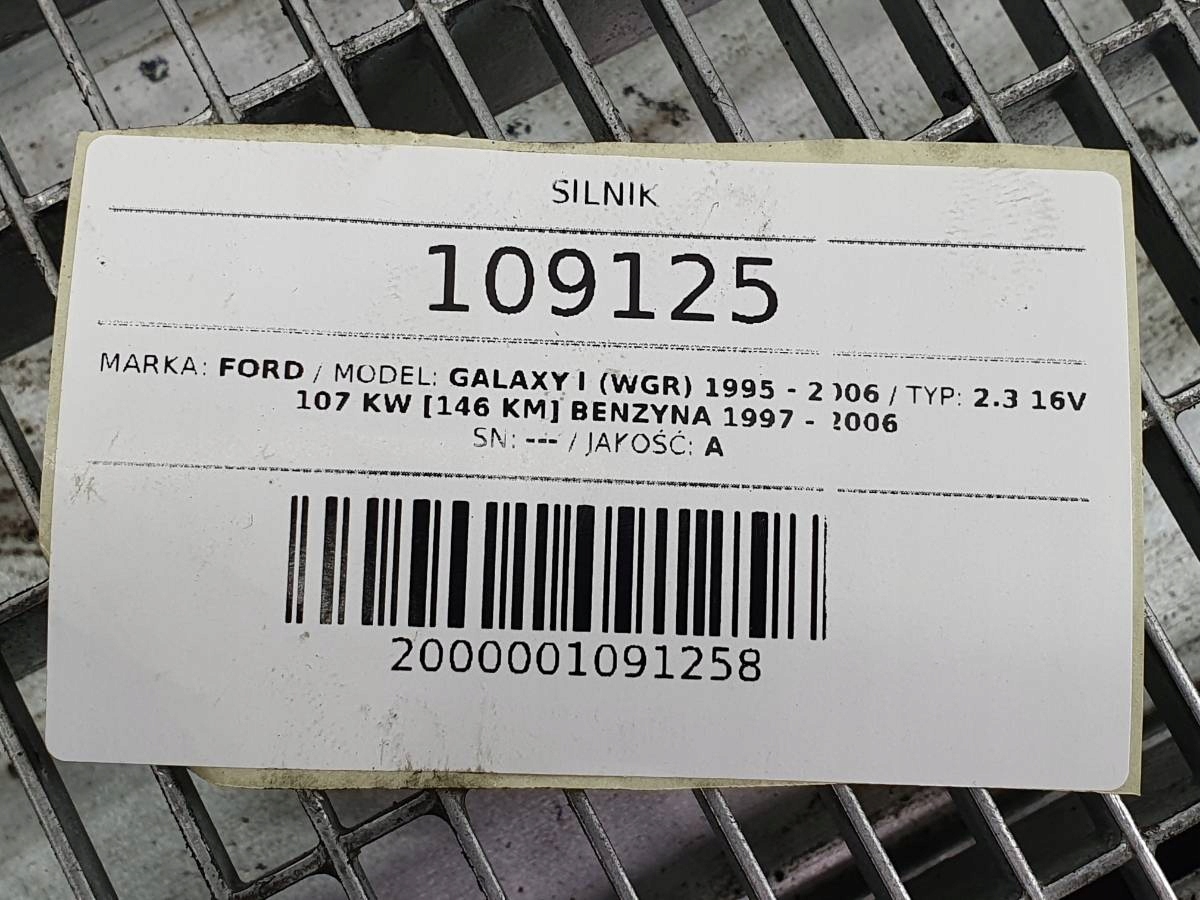 SILNIK
109125
MARKA: FORD / MODEL: GALAXY I (WGR) 1995 - 2006 / TYP: 2.3 16V
107 KW [146 KM] BENZYNA 1997 - 2006
SN: --- / JAKOŚĆ: A
2000001091258